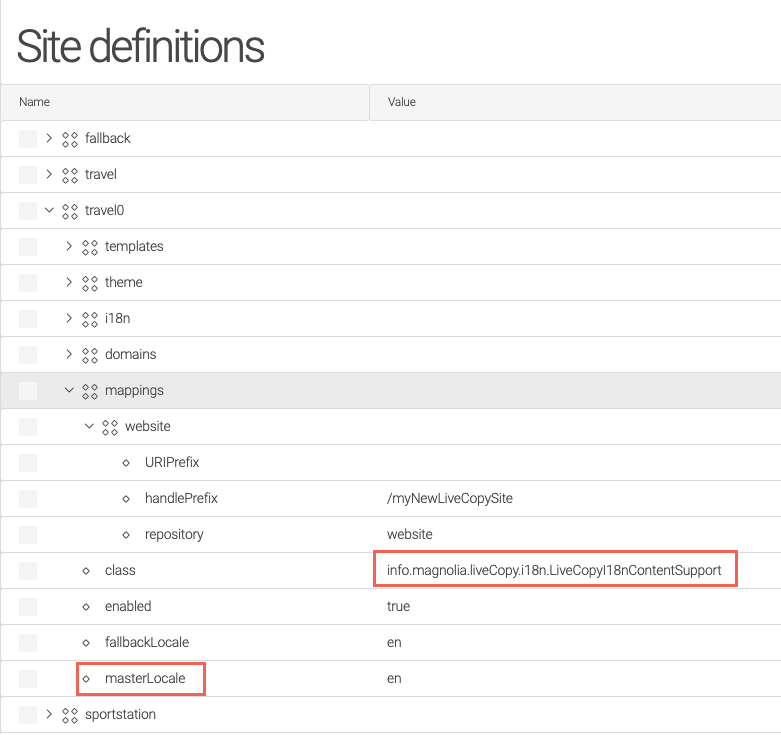 Site definitions
Name Value
fallback
travel
travel0
templates
theme
i18n
domains
mappings
website
URIPrefix
handlePrefix /myNewLiveCopySite
repository website
class info.magnolia.liveCopy.i18n.LiveCopyI18nContentSupport
enabled true
fallbackLocale en
masterLocale en
sportstation